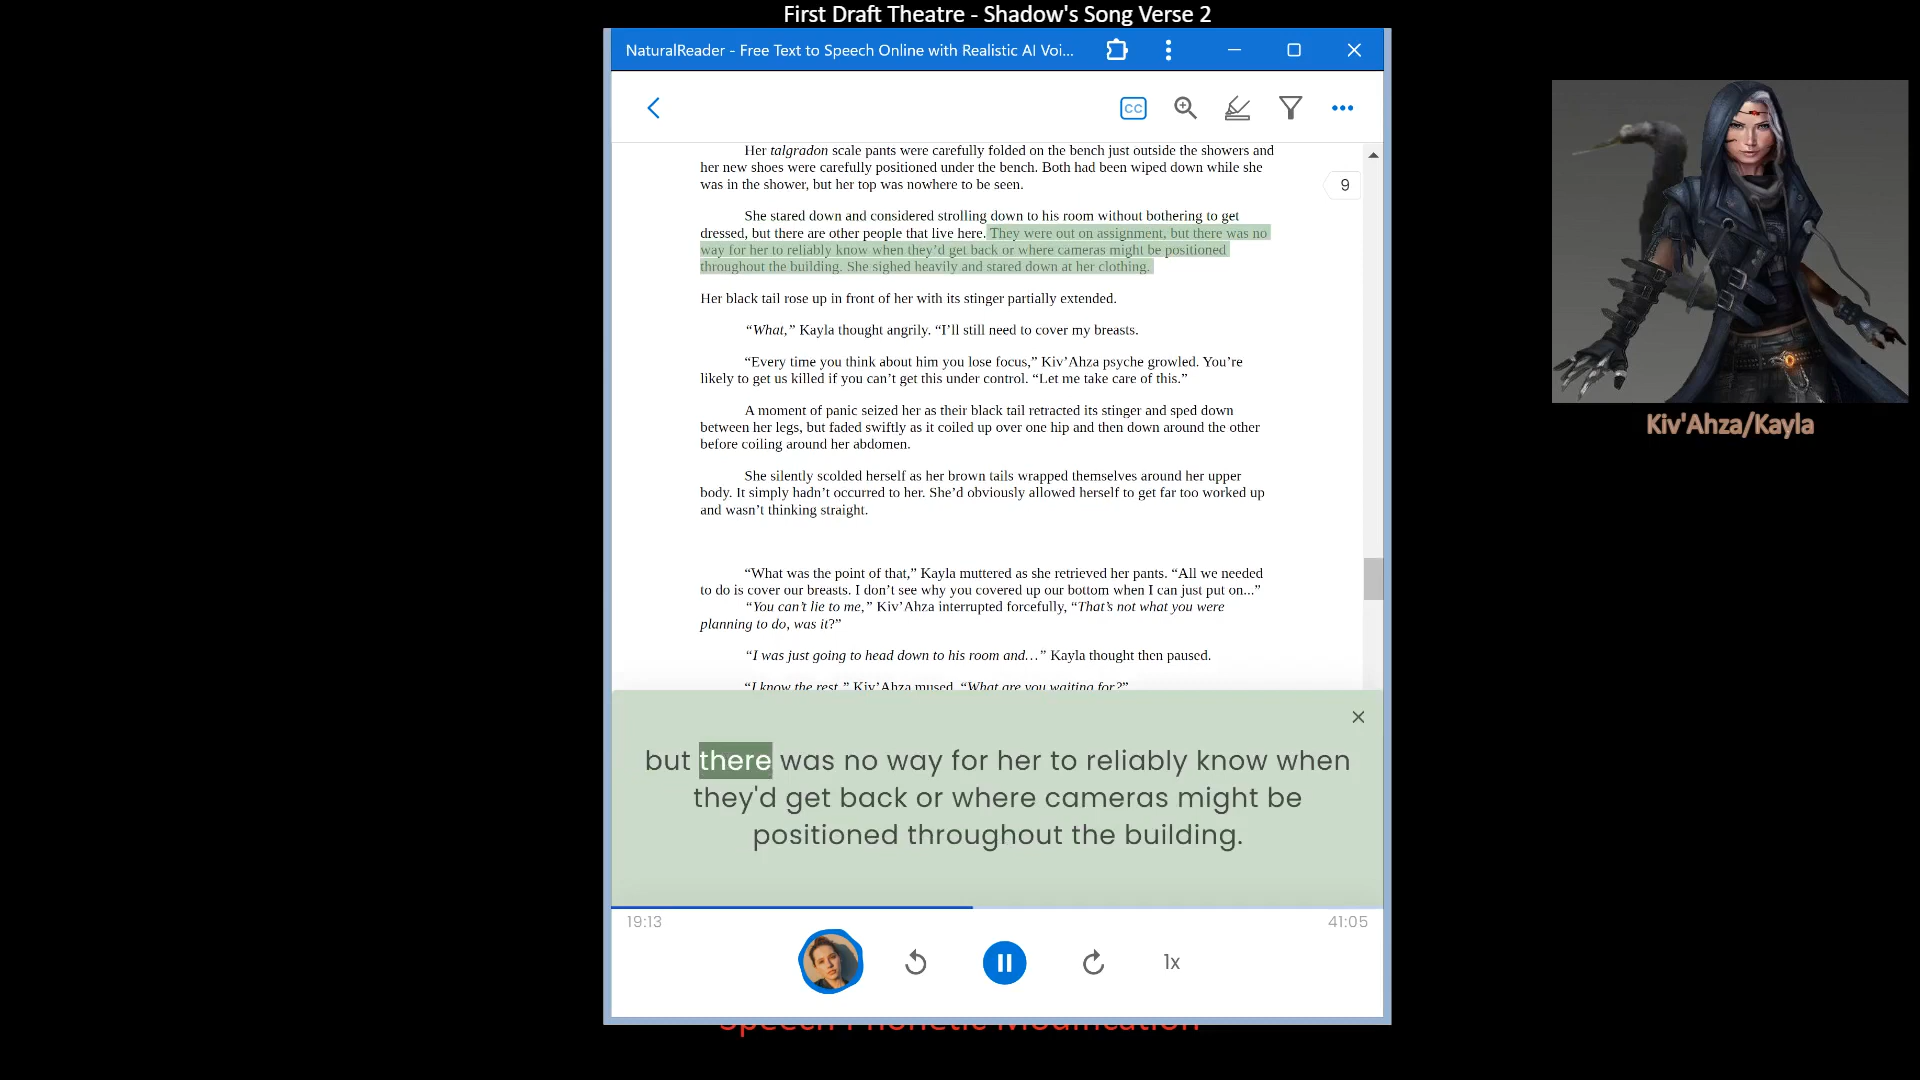 First Draft Theatre - Shadow's Song Verse 2
NaturalReader - Free Text to Speech Online with Realistic AI Voi...
CC
Her talgradon scale pants were carefully folded on the bench just outside the showers and
her new shoes were carefully positioned under the bench. Both had been wiped down while she
was in the shower, but her top was nowhere to be seen.
9
She stared down and considered strolling down to his room without bothering to get
dressed, but there are other people that live here. They were out on assignment, but there was no
way for her to reliably know when they’d get back or where cameras might be positioned
throughout the building. She sighed heavily and stared down at her clothing.
Her black tail rose up in front of her with its stinger partially extended.
“What,” Kayla thought angrily. “I’ll still need to cover my breasts.
“Every time you think about him you lose focus,” Kiv’Ahza psyche growled. You’re
likely to get us killed if you can’t get this under control. “Let me take care of this.”
A moment of panic seized her as their black tail retracted its stinger and sped down
between her legs, but faded swiftly as it coiled up over one hip and then down around the other
before coiling around her abdomen.
She silently scolded herself as her brown tails wrapped themselves around her upper
body. It simply hadn’t occurred to her. She’d obviously allowed herself to get far too worked up
and wasn’t thinking straight.
“What was the point of that,” Kayla muttered as she retrieved her pants. “All we needed
to do is cover our breasts. I don’t see why you covered up our bottom when I can just put on...”
“You can’t lie to me,” Kiv’Ahza interrupted forcefully, “That’s not what you were
planning to do, was it?”
“I was just going to head down to his room and…” Kayla thought then paused.
“I know the rest,” Kiv’Ahza mused. “What are you waiting for?”
but there was no way for her to reliably know when
they'd get back or where cameras might be
positioned throughout the building.
19:13
41:05
1x
Speech Phonetic Modification
Kiv'Ahza/Kayla